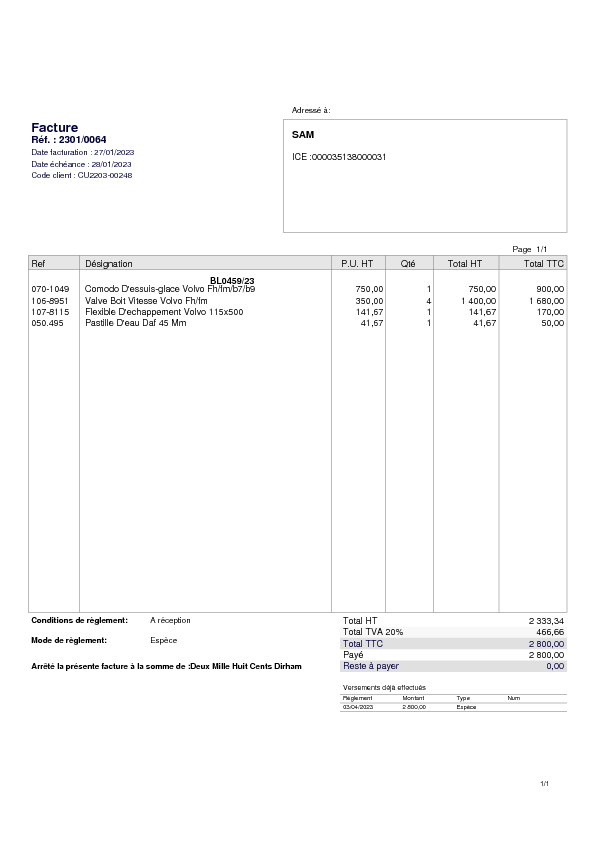 Adressé à:
Facture
Réf. : 2301/0064
Date facturation : 27/01/2023
Date échéance : 28/01/2023
Code client : CU2203-00248
SAM
ICE :000035138000031
Page 1/1
Ref Désignation P.U. HT Qté Total HT Total TTC
BL0459/23
070-1049 Comodo D'essuis-glace Volvo Fh/fm/b7/b9 750,00 1 750,00 900,00
106-8951 Valve Boit Vitesse Volvo Fh/fm 350,00 4 1 400,00 1 680,00
107-8115 Flexible D'echappement Volvo 115x500 141,67 1 141,67 170,00
050.495 Pastille D'eau Daf 45 Mm 41,67 1 41,67 50,00
Conditions de règlement: A réception
Mode de règlement: Espèce
Arrêté la présente facture à la somme de :Deux Mille Huit Cents Dirham
Total HT 2 333,34
Total TVA 20% 466,66
Total TTC 2 800,00
Payé 2 800,00
Reste à payer 0,00
Versements déjà effectués
Règlement Montant Type Num
03/04/2023 2 800,00 Espèce
1/1